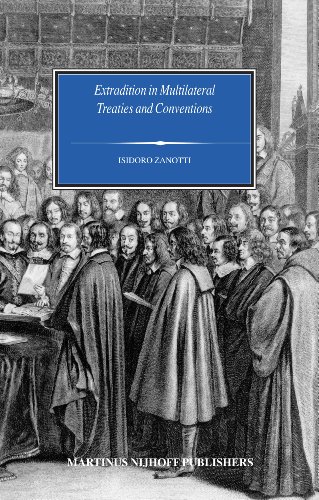 Extradition in Multilateral
Treaties and Conventions
ISIDORO ZANOTTI
MARTINUS NIJHOFF PUBLISHERS